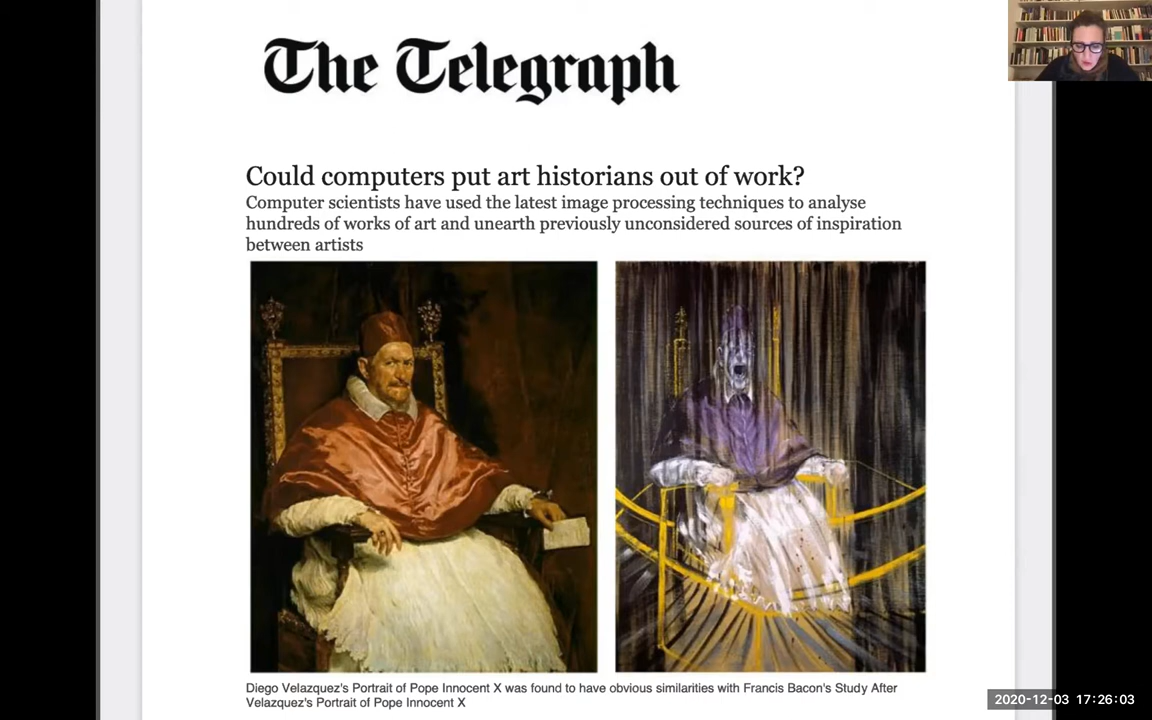 The Telegraph
Could computers put art historians out of work?
Computer scientists have used the latest image processing techniques to analyse
hundreds of works of art and unearth previously unconsidered sources of inspiration
between artists
Diego Velazquez's Portrait of Pope Innocent X was found to have obvious similarities with Francis Bacon's Study After
Velazquez's Portrait of Pope Innocent X
2020-12-03 17:26:03